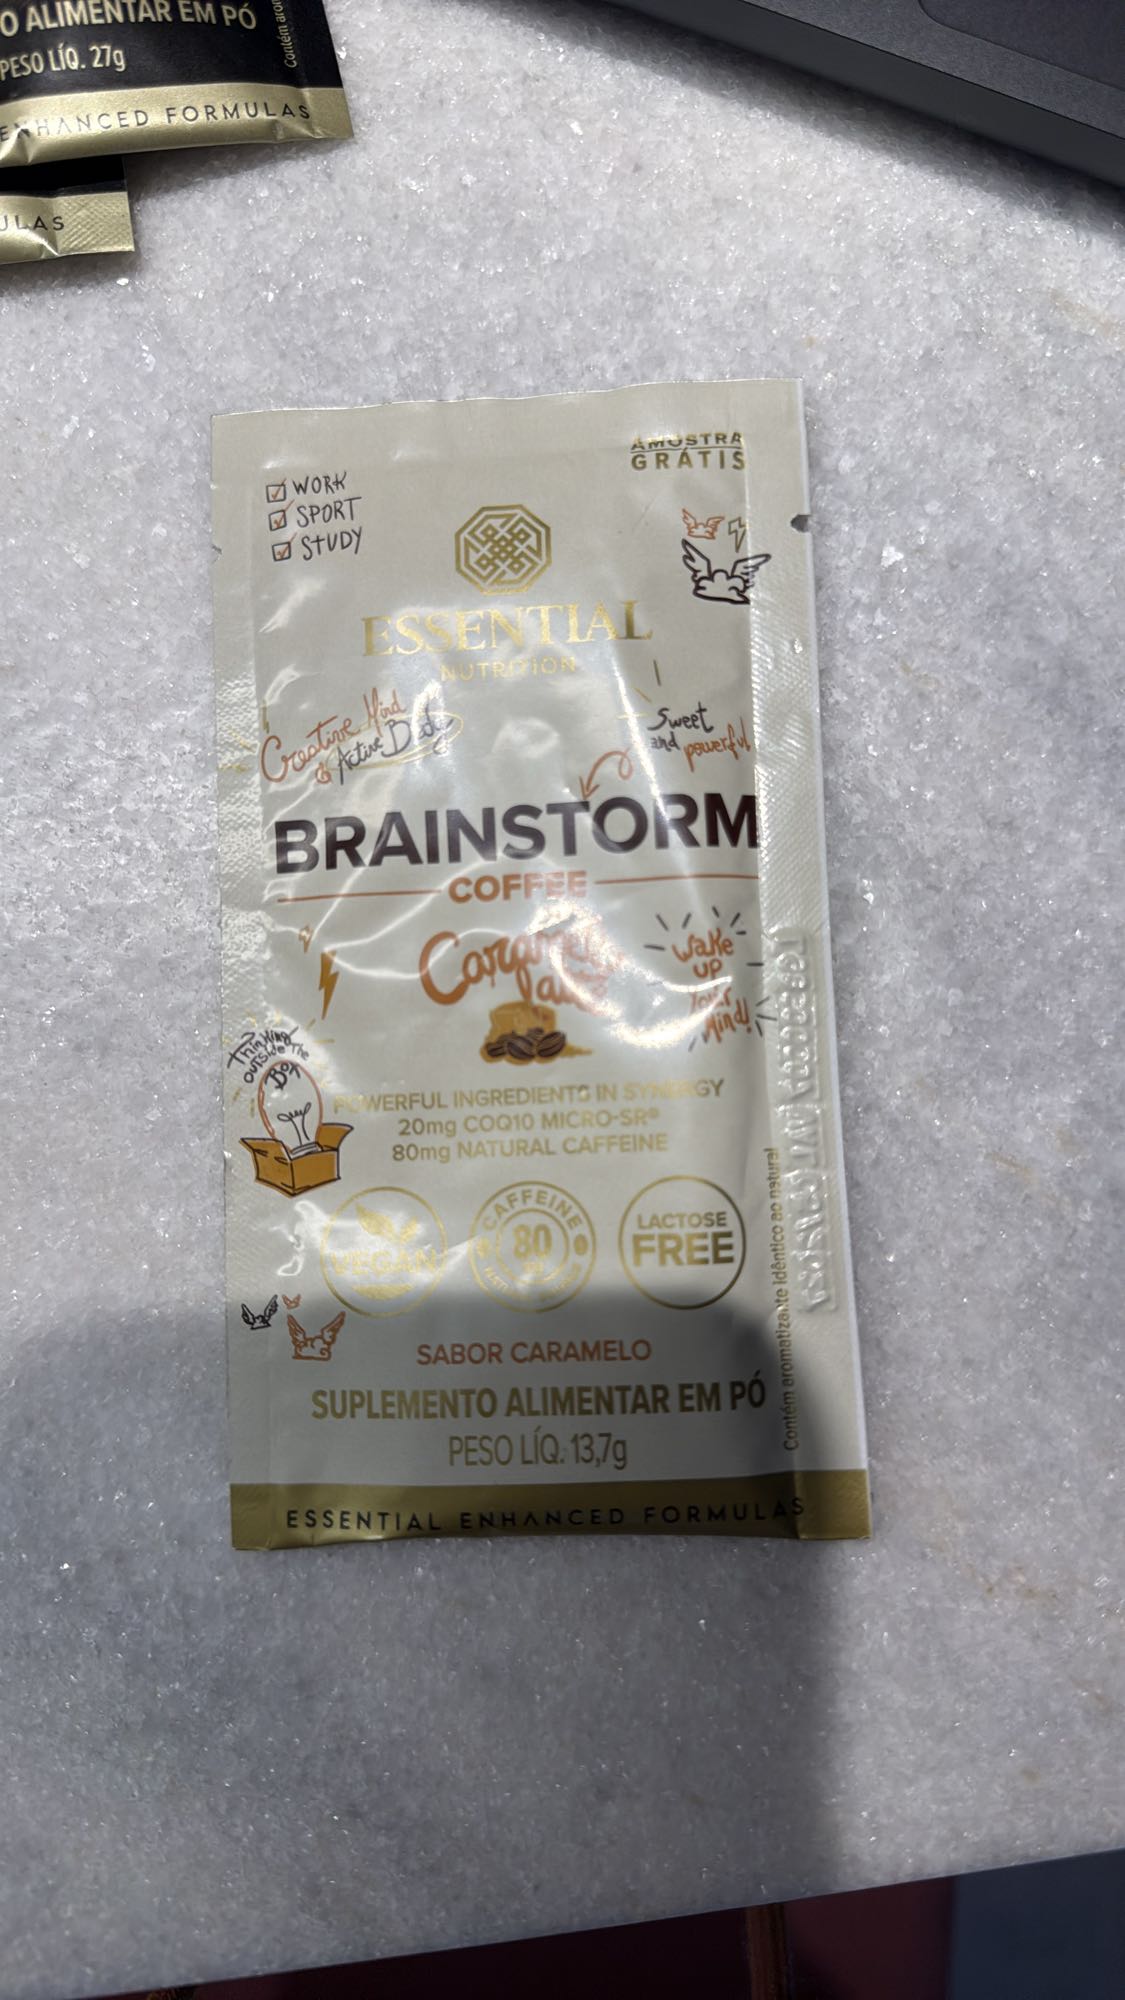 O ALIMENTAR EM PÓ
PESO LÍQ. 27g
ENHANCED FORMULAS
ULAS
AMOSTRA
GRÁTIS
WORK
SPORT
STUDY
ESSENTIAL
NUTRITION
Creative Mind
& Active Body
Sweet
and powerful
BRAINSTORM
COFFEE
Caramel
latte
Wake
up
Your
Mind!
Thinking
outside the
Box
POWERFUL INGREDIENTS IN SYNERGY
20mg COQ10 MICRO-SR®
80mg NATURAL CAFFEINE
VEGAN
CAFFEINE
80
LACTOSE
FREE
SABOR CARAMELO
SUPLEMENTO ALIMENTAR EM PÓ
PESO LÍQ. 13,7g
Contém aromatizante idêntico ao natural
ESSENTIAL ENHANCED FORMULAS